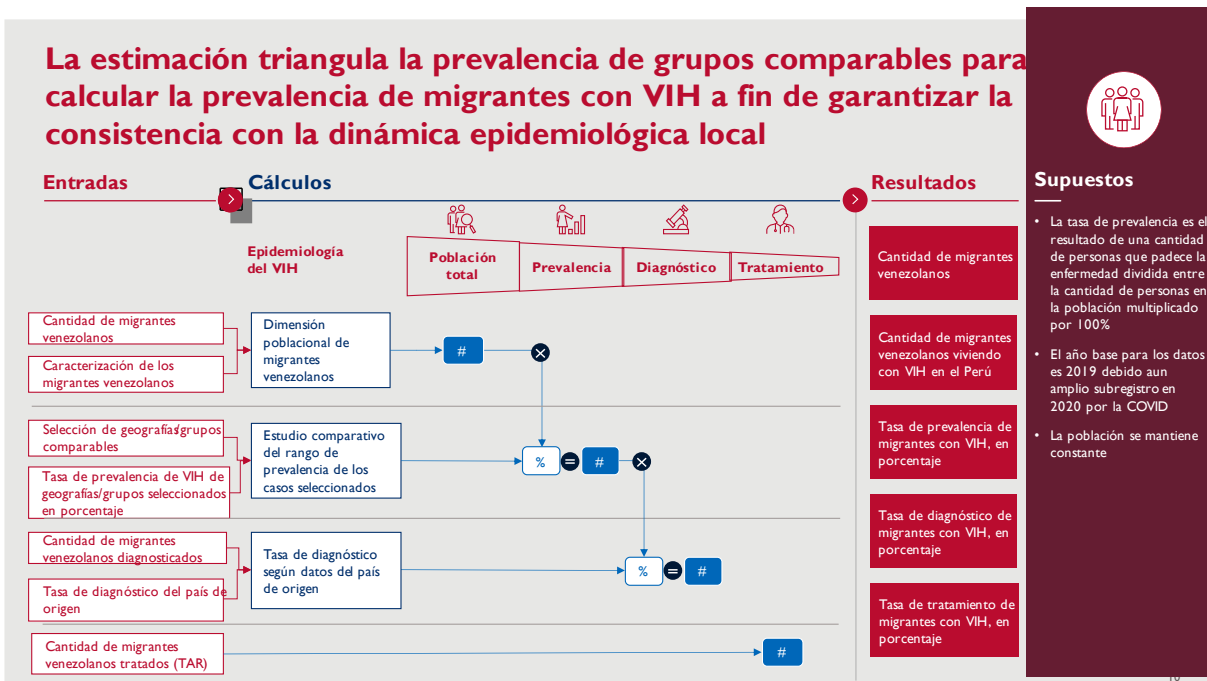 La estimación triangula la prevalencia de grupos comparables para
calcular la prevalencia de migrantes con VIH a fin de garantizar la
consistencia con la dinámica epidemiológica local
Entradas
Cálculos
Resultados
Supuestos
Epidemiología
del VIH
Población
total
Prevalencia
Diagnóstico
Tratamiento
Cantidad de migrantes
venezolanos
Caracterización de los
migrantes venezolanos
Dimensión
poblacional de
migrantes
venezolanos
#
×
Selección de geografías/grupos
comparables
Tasa de prevalencia de VIH de
geografías/grupos seleccionados
en porcentaje
Estudio comparativo
del rango de
prevalencia de los
casos seleccionados
% = # ×
Cantidad de migrantes
venezolanos diagnosticados
Tasa de diagnóstico del país de
origen
Tasa de diagnóstico
según datos del país
de origen
% = #
Cantidad de migrantes
venezolanos tratados (TAR)
#
Cantidad de migrantes
venezolanos
Cantidad de migrantes
venezolanos viviendo
con VIH en el Perú
Tasa de prevalencia de
migrantes con VIH, en
porcentaje
Tasa de diagnóstico de
migrantes con VIH, en
porcentaje
Tasa de tratamiento de
migrantes con VIH, en
porcentaje
• La tasa de prevalencia es el
resultado de una cantidad
de personas que padece la
enfermedad dividida entre
la cantidad de personas en
la población multiplicado
por 100%
• El año base para los datos
es 2019 debido aun
amplio subregistro en
2020 por la COVID
• La población se mantiene
constante